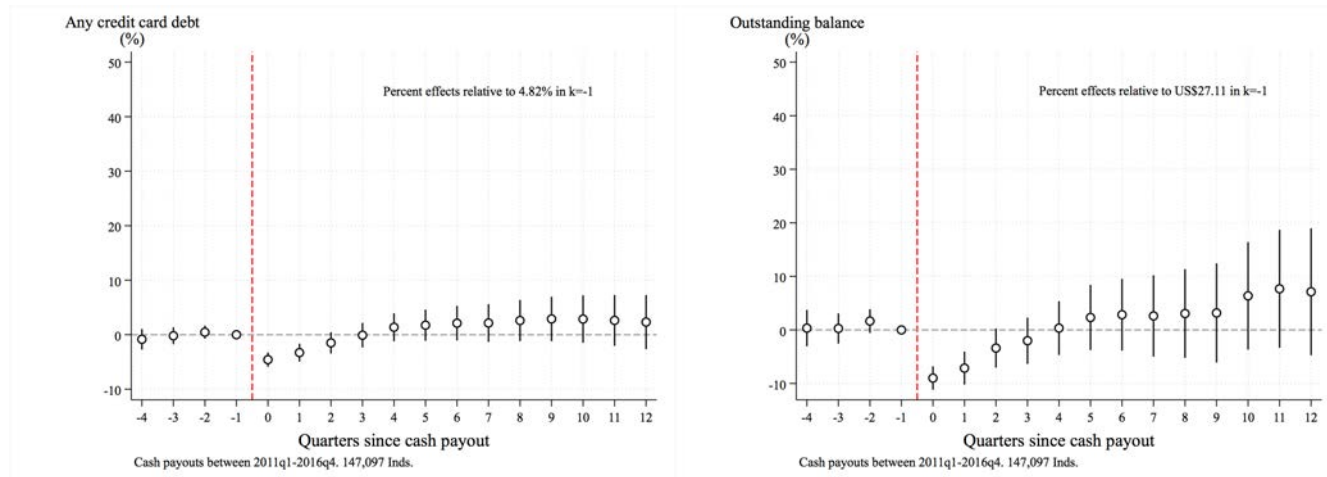 Any credit card debt
(%)
50
40
30
20
10
0
-10
Percent effects relative to 4.82% in k=-1
-4 -3 -2 -1 0 1 2 3 4 5 6 7 8 9 10 11 12
Quarters since cash payout
Cash payouts between 2011q1-2016q4. 147,097 Inds.
Outstanding balance
(%)
50
40
30
20
10
0
-10
Percent effects relative to US$27.11 in k=-1
-4 -3 -2 -1 0 1 2 3 4 5 6 7 8 9 10 11 12
Quarters since cash payout
Cash payouts between 2011q1-2016q4. 147,097 Inds.